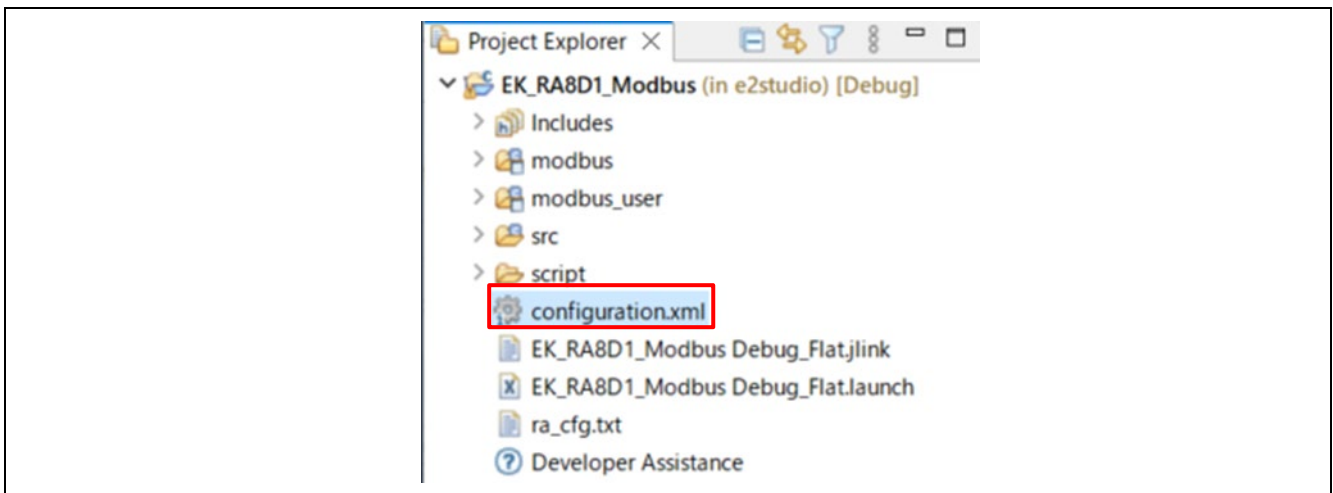 Project Explorer
EK_RA8D1_Modbus (in e2studio) [Debug]
Includes
modbus
modbus_user
src
script
configuration.xml
EK_RA8D1_Modbus Debug_Flat.jlink
EK_RA8D1_Modbus Debug_Flat.launch
ra_cfg.txt
Developer Assistance